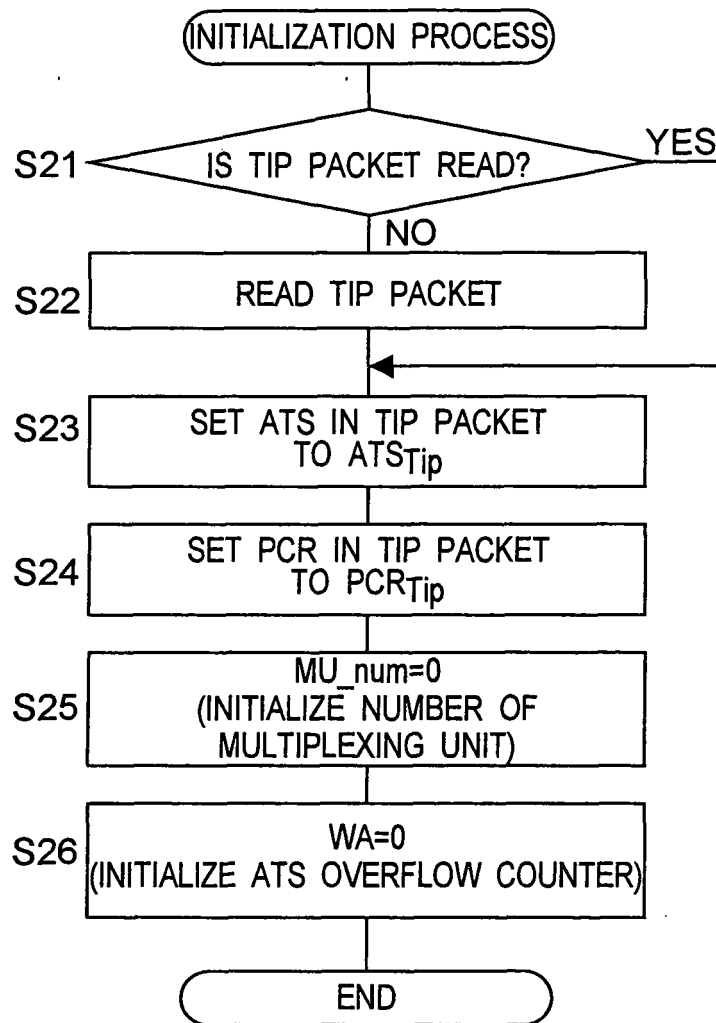 INITIALIZATION PROCESS
S21
IS TIP PACKET READ?
YES
NO
S22
READ TIP PACKET
S23
SET ATS IN TIP PACKET
TO ATSTip
S24
SET PCR IN TIP PACKET
TO PCRTip
S25
MU_num=0
(INITIALIZE NUMBER OF
MULTIPLEXING UNIT)
S26
WA=0
(INITIALIZE ATS OVERFLOW COUNTER)
END